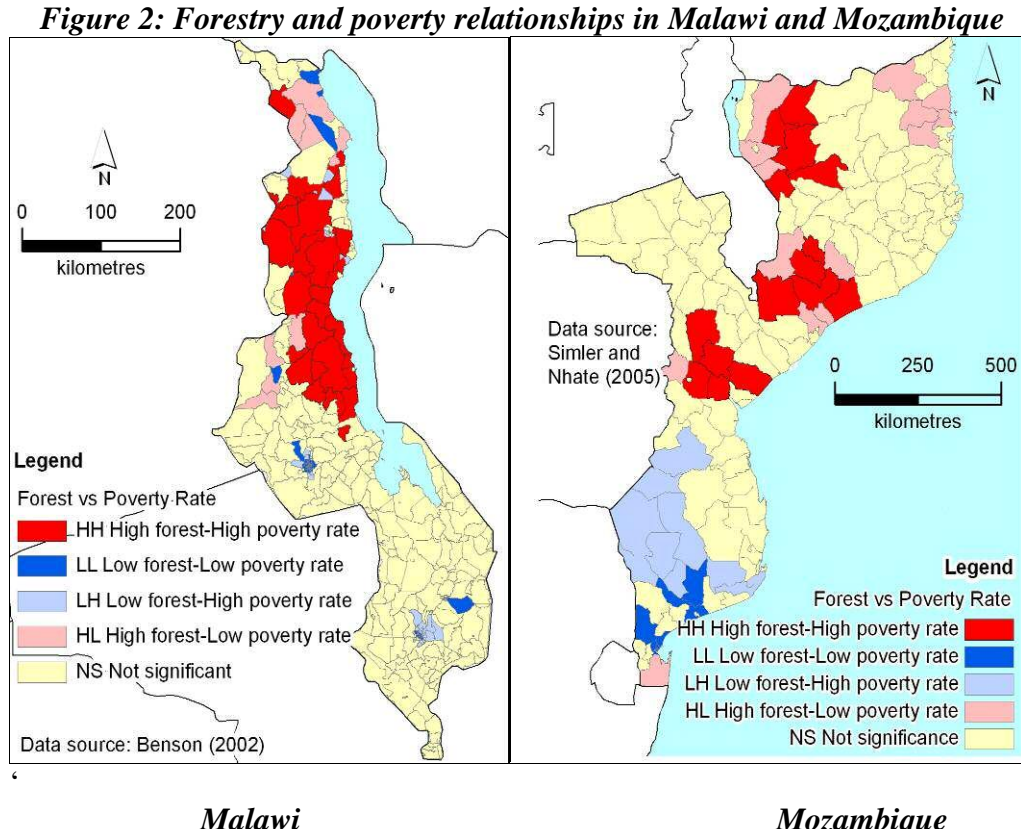 Figure 2: Forestry and poverty relationships in Malawi and Mozambique
N
0 100 200
kilometres
Legend
Forest vs Poverty Rate
HH High forest-High poverty rate
LL Low forest-Low poverty rate
LH Low forest-High poverty rate
HL High forest-Low poverty rate
NS Not significant
Data source: Benson (2002)
N
Data source:
Simler and
Nhate (2005)
0 250 500
kilometres
Legend
Forest vs Poverty Rate
HH High forest-High poverty rate
LL Low forest-Low poverty rate
LH Low forest-High poverty rate
HL High forest-Low poverty rate
NS Not significance
‘
Malawi Mozambique